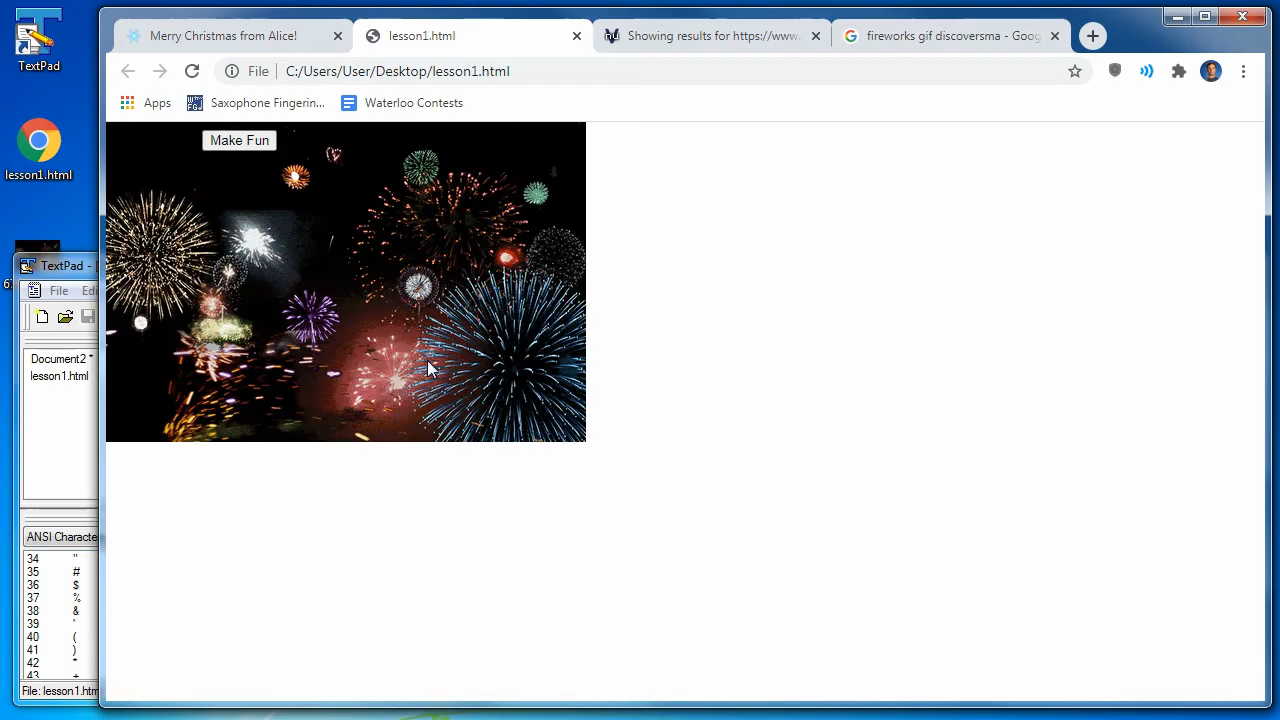 TextPad
Merry Christmas from Alice!
lesson1.html
Showing results for https://www.
fireworks gif discoversma - Goog
File
C:/Users/User/Desktop/lesson1.html
Apps
Saxophone Fingerin...
Waterloo Contests
Make Fun
lesson1.html
TextPad - [
File Edi
Document2 *
lesson1.html
ANSI Characte
34 "
35 #
36 $
37 %
38 &
39 '
40 (
41 )
42 *
43 +
File: lesson1.htm